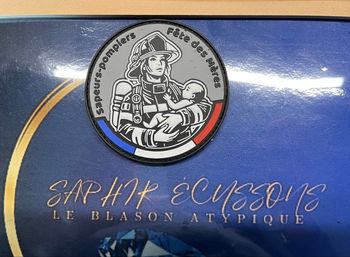 Sapeurs-pompiers
Fête des Mères
SAPHIR ÉCUSSONS
LE BLASON ATYPIQUE